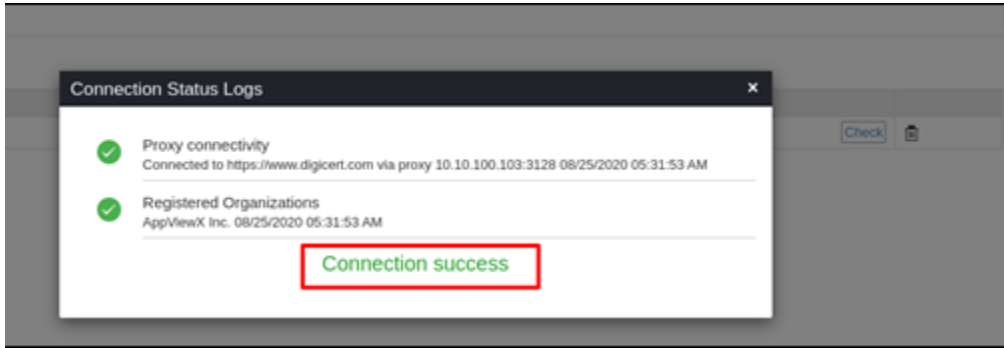 Connection Status Logs
Proxy connectivity
Connected to https://www.digicert.com via proxy 10.10.100.103:3128 08/25/2020 05:31:53 AM
Check
Registered Organizations
AppViewX Inc. 08/25/2020 05:31:53 AM
Connection success